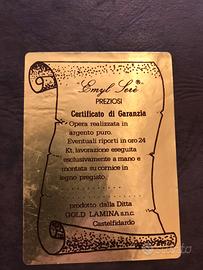 "Emyl Serè"®
PREZIOSI
Certificato di Garanzia
Opera realizzata in
argento puro.
Eventuali riporti in oro 24
Kt, lavorazione eseguita
esclusivamente a mano e
montata su cornice in
legno pregiato.
prodotto dalla Ditta
GOLD LAMINA s.n.c.
Castelfidardo
subito